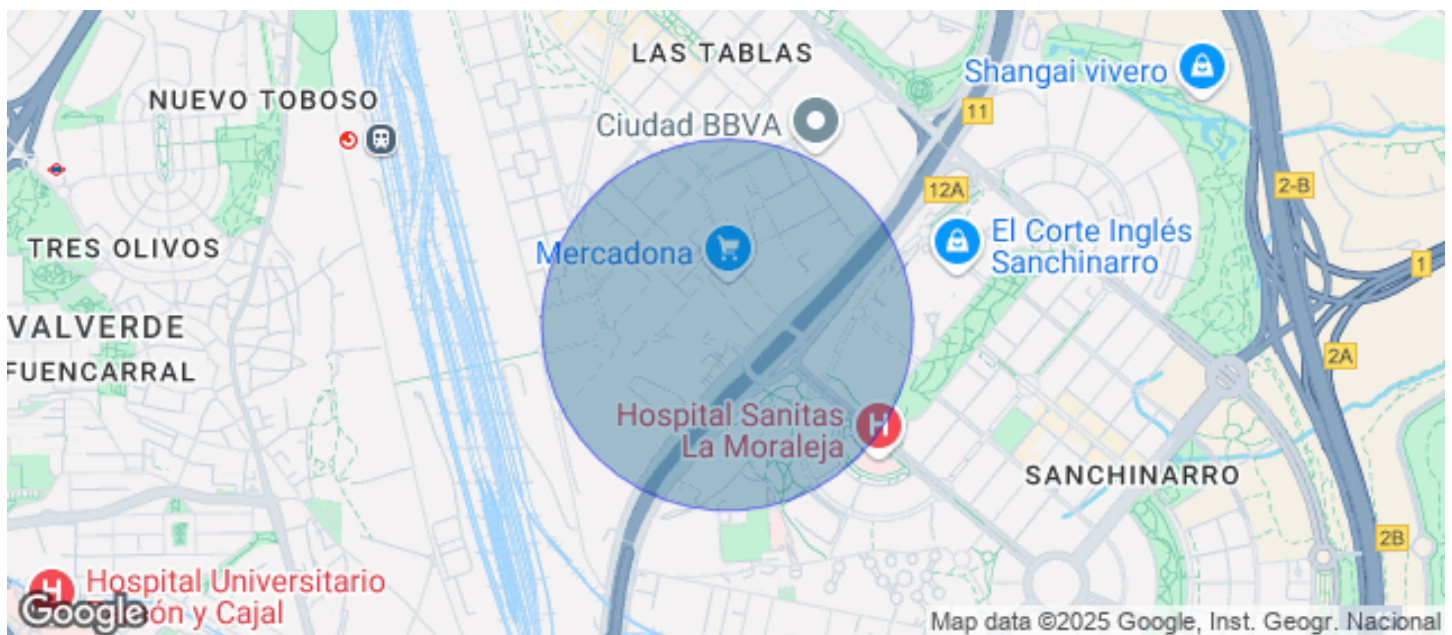 LAS TABLAS
Shangai vivero
NUEVO TOBOSO
11
Ciudad BBVA
12A
2-B
TRES OLIVOS
Mercadona
El Corte Inglés
Sanchinarro
1
VALVERDE
2A
FUENCARRAL
Hospital Sanitas
La Moraleja
H
SANCHINARRO
2B
H
Hospital Universitario
y Cajal
Google
Map data ©2025 Google, Inst. Geogr. Nacional